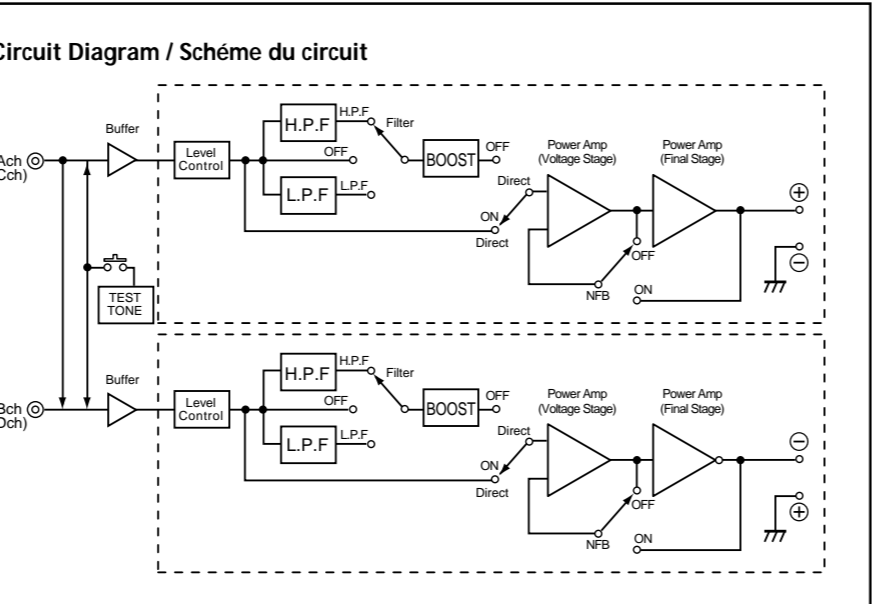 Circuit Diagram / Schéme du circuit
Buffer
H.P.F
H.P.F
Filter
Ach
Cch)
Level
Control
OFF
BOOST
OFF
L.P.F
L.P.F
Direct
ON
Direct
Power Amp
(Voltage Stage)
Power Amp
(Final Stage)
+
−
OFF
NFB
ON
TEST
TONE
Buffer
H.P.F
H.P.F
Filter
Bch
Dch)
Level
Control
OFF
BOOST
OFF
L.P.F
L.P.F
Direct
ON
Direct
Power Amp
(Voltage Stage)
Power Amp
(Final Stage)
−
+
OFF
NFB
ON